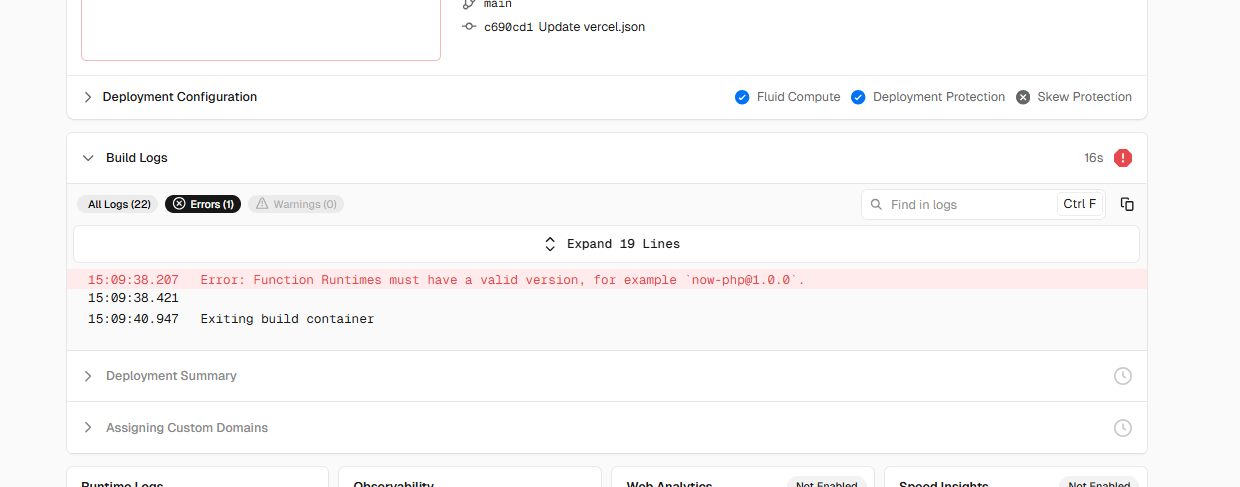 main
c690cd1 Update vercel.json
Deployment Configuration
Fluid Compute Deployment Protection Skew Protection
Build Logs
16s
All Logs (22) Errors (1) Warnings (0)
Find in logs Ctrl F
Expand 19 Lines
15:09:38.207 Error: Function Runtimes must have a valid version, for example `now-php@1.0.0`.
15:09:38.421
15:09:40.947 Exiting build container
Deployment Summary
Assigning Custom Domains
Runtime Logs Observability Web Analytics Not Enabled Speed Insights Not Enabled